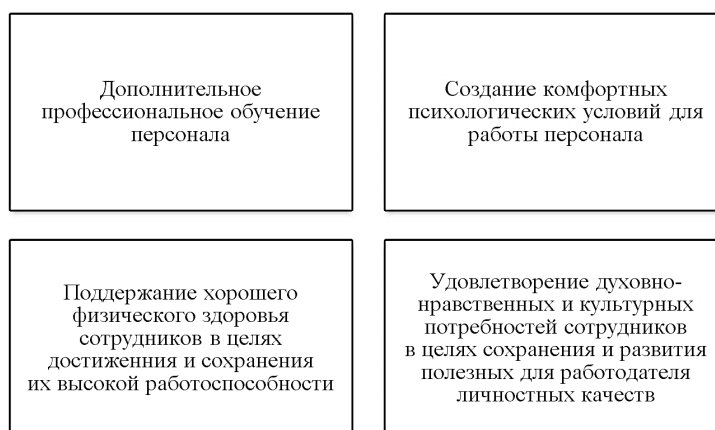 Дополнительное
профессиональное обучение
персонала
Создание комфортных
психологических условий для
работы персонала
Поддержание хорошего
физического здоровья
сотрудников в целях
достиженния и сохранения
их высокой работоспособности
Удовлетворение духовно-
нравственных и культурных
потребностей сотрудников
в целях сохранения и развития
полезных для работодателя
личностных качеств